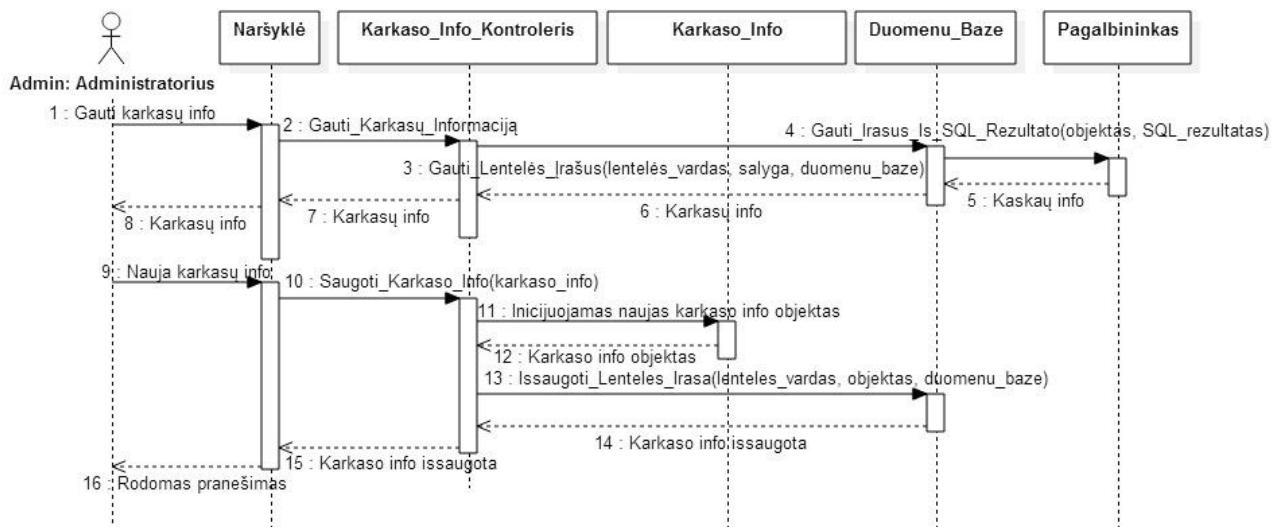 Naršyklė
Karkaso_Info_Kontroleris
Karkaso_Info
Duomenu_Baze
Pagalbininkas
Admin: Administratorius
1 : Gauti karkasų info
2 : Gauti_Karkasų_Informaciją
4 : Gauti_Irasus_Is_SQL_Rezultato(objektas, SQL_rezultatas)
3 : Gauti_Lentelės_Įrašus(lentelės_vardas, salyga, duomenu_baze)
5 : Kaskaų info
6 : Karkasų info
7 : Karkasų info
8 : Karkasų info
9 : Nauja karkasų info
10 : Saugoti_Karkaso_Info(karkaso_info)
11 : Inicijuojamas naujas karkaso info objektas
12 : Karkaso info objektas
13 : Issaugoti_Lenteles_Irasa(lenteles_vardas, objektas, duomenu_baze)
14 : Karkaso info issaugota
15 : Karkaso info issaugota
16 : Rodomas pranešimas